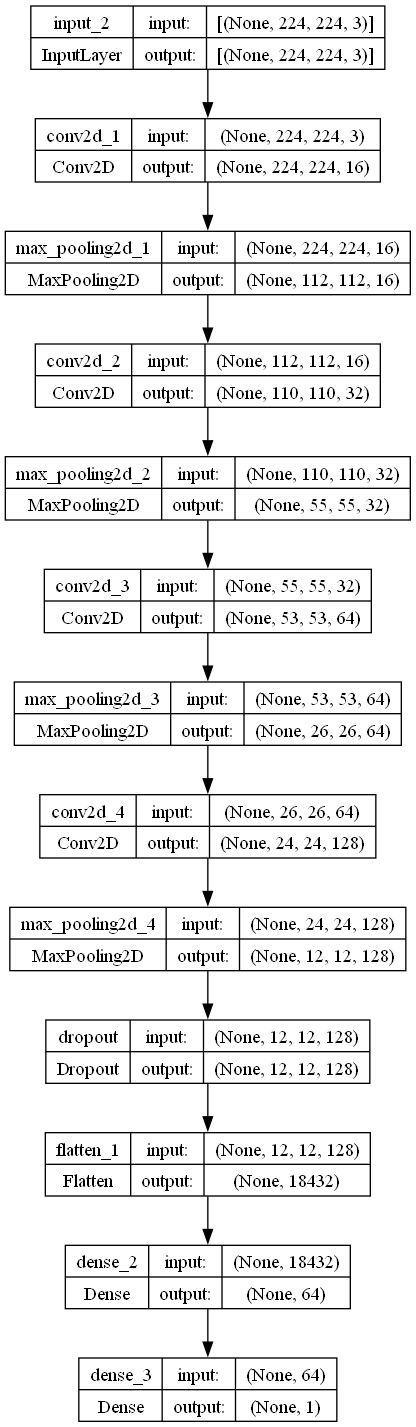 input_2 input: [(None, 224, 224, 3)]
InputLayer output: [(None, 224, 224, 3)]
conv2d_1 input: (None, 224, 224, 3)
Conv2D output: (None, 224, 224, 16)
max_pooling2d_1 input: (None, 224, 224, 16)
MaxPooling2D output: (None, 112, 112, 16)
conv2d_2 input: (None, 112, 112, 16)
Conv2D output: (None, 110, 110, 32)
max_pooling2d_2 input: (None, 110, 110, 32)
MaxPooling2D output: (None, 55, 55, 32)
conv2d_3 input: (None, 55, 55, 32)
Conv2D output: (None, 53, 53, 64)
max_pooling2d_3 input: (None, 53, 53, 64)
MaxPooling2D output: (None, 26, 26, 64)
conv2d_4 input: (None, 26, 26, 64)
Conv2D output: (None, 24, 24, 128)
max_pooling2d_4 input: (None, 24, 24, 128)
MaxPooling2D output: (None, 12, 12, 128)
dropout input: (None, 12, 12, 128)
Dropout output: (None, 12, 12, 128)
flatten_1 input: (None, 12, 12, 128)
Flatten output: (None, 18432)
dense_2 input: (None, 18432)
Dense output: (None, 64)
dense_3 input: (None, 64)
Dense output: (None, 1)